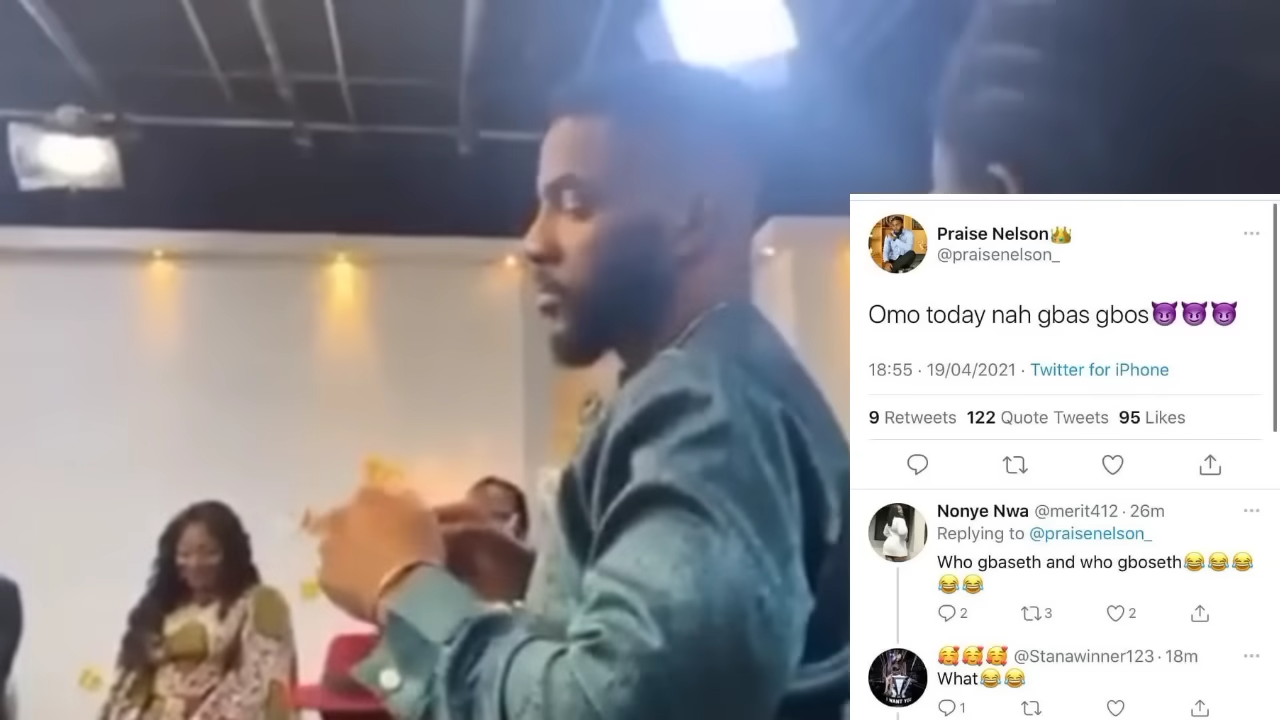 Praise Nelson👑
@praisenelson_
Omo today nah gbas gbos😈😈😈
18:55 · 19/04/2021 · Twitter for iPhone
9 Retweets 122 Quote Tweets 95 Likes
Nonye Nwa @merit412 · 26m
Replying to @praisenelson_
Who gbaseth and who gboseth😂😂😂
😂😂
2 3 2
🥰🥰🥰 @Stanawinner123 · 18m
What😂😂
I WANT YOU
1